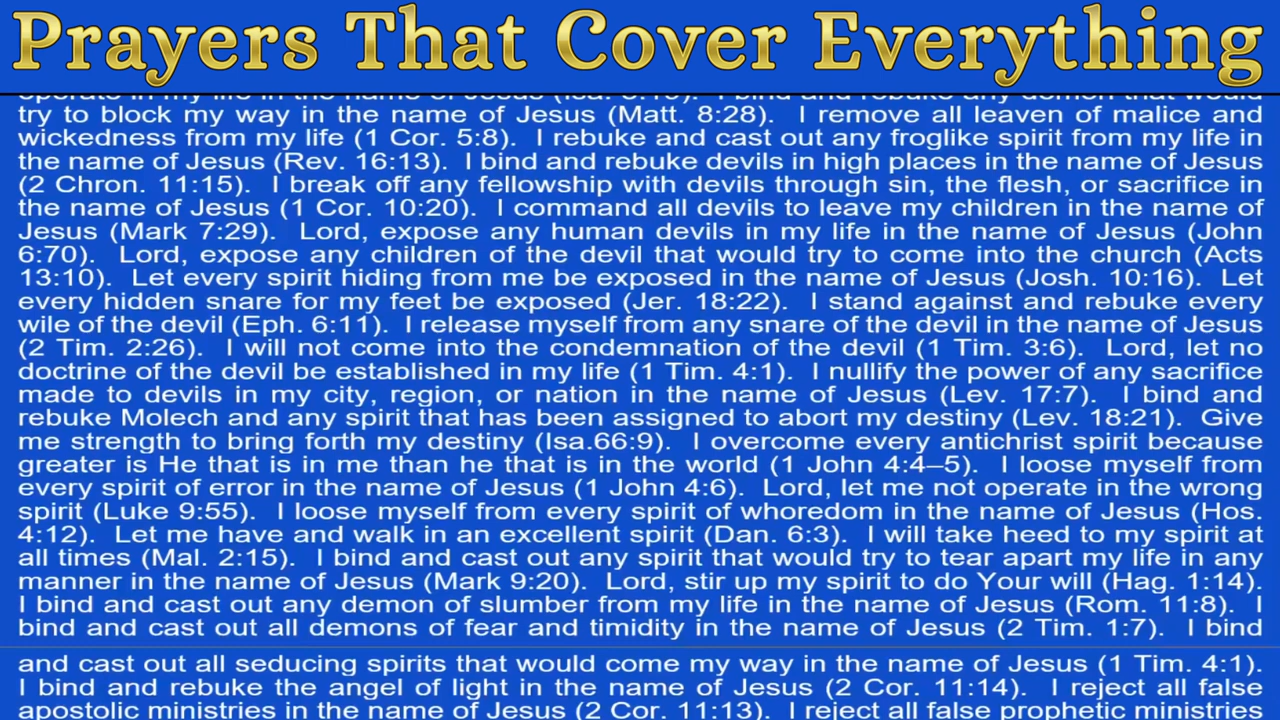 Prayers That Cover Everything
operate in my life in the name of Jesus (Isa. I bind and rebuke any demon that would
try to block my way in the name of Jesus (Matt. 8:28). I remove all leaven of malice and
wickedness from my life (1 Cor. 5:8). I rebuke and cast out any froglike spirit from my life in
the name of Jesus (Rev. 16:13). I bind and rebuke devils in high places in the name of Jesus
(2 Chron. 11:15). I break off any fellowship with devils through sin, the flesh, or sacrifice in
the name of Jesus (1 Cor. 10:20). I command all devils to leave my children in the name of
Jesus (Mark 7:29). Lord, expose any human devils in my life in the name of Jesus (John
6:70). Lord, expose any children of the devil that would try to come into the church (Acts
13:10). Let every spirit hiding from me be exposed in the name of Jesus (Josh. 10:16). Let
every hidden snare for my feet be exposed (Jer. 18:22). I stand against and rebuke every
wile of the devil (Eph. 6:11). I release myself from any snare of the devil in the name of Jesus
(2 Tim. 2:26). I will not come into the condemnation of the devil (1 Tim. 3:6). Lord, let no
doctrine of the devil be established in my life (1 Tim. 4:1). I nullify the power of any sacrifice
made to devils in my city, region, or nation in the name of Jesus (Lev. 17:7). I bind and
rebuke Molech and any spirit that has been assigned to abort my destiny (Lev. 18:21). Give
me strength to bring forth my destiny (Isa.66:9). I overcome every antichrist spirit because
greater is He that is in me than he that is in the world (1 John 4:4–5). I loose myself from
every spirit of error in the name of Jesus (1 John 4:6). Lord, let me not operate in the wrong
spirit (Luke 9:55). I loose myself from every spirit of whoredom in the name of Jesus (Hos.
4:12). Let me have and walk in an excellent spirit (Dan. 6:3). I will take heed to my spirit at
all times (Mal. 2:15). I bind and cast out any spirit that would try to tear apart my life in any
manner in the name of Jesus (Mark 9:20). Lord, stir up my spirit to do Your will (Hag. 1:14).
I bind and cast out any demon of slumber from my life in the name of Jesus (Rom. 11:8). I
bind and cast out all demons of fear and timidity in the name of Jesus (2 Tim. 1:7). I bind
and cast out all seducing spirits that would come my way in the name of Jesus (1 Tim. 4:1).
I bind and rebuke the angel of light in the name of Jesus (2 Cor. 11:14). I reject all false
apostolic ministries in the name of Jesus (2 Cor. 11:13). I reject all false prophetic ministries